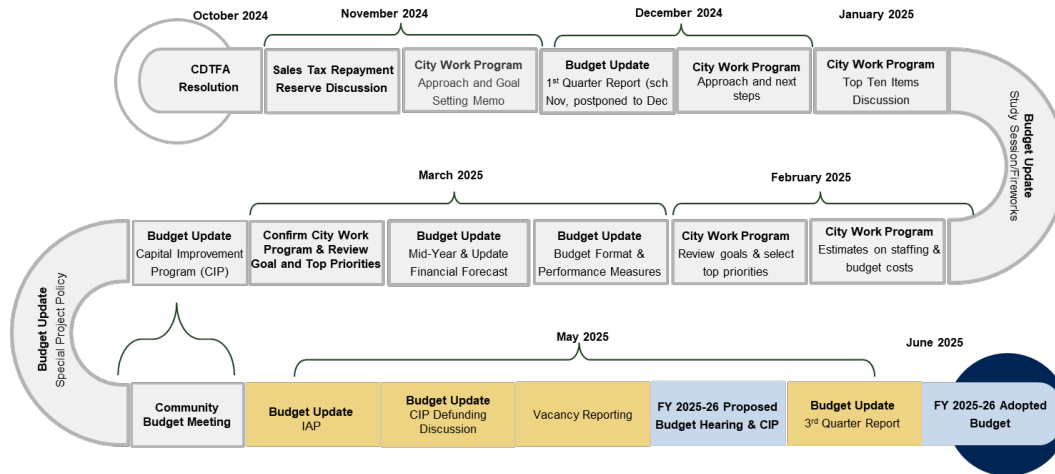 October 2024
November 2024
December 2024
January 2025
CDTFA
Resolution
Sales Tax Repayment
Reserve Discussion
City Work Program
Approach and Goal
Setting Memo
Budget Update
1st Quarter Report (sch
Nov, postponed to Dec
City Work Program
Approach and next
steps
City Work Program
Top Ten Items
Discussion
Budget Update
Study Session/Fireworks
March 2025
February 2025
Budget Update
Capital Improvement
Program (CIP)
Confirm City Work
Program & Review
Goal and Top Priorities
Budget Update
Mid-Year & Update
Financial Forecast
Budget Update
Budget Format &
Performance Measures
City Work Program
Review goals & select
top priorities
City Work Program
Estimates on staffing &
budget costs
Budget Update
Special Project Policy
May 2025
June 2025
Community
Budget Meeting
Budget Update
IAP
Budget Update
CIP Defunding
Discussion
Vacancy Reporting
FY 2025-26 Proposed
Budget Hearing & CIP
Budget Update
3rd Quarter Report
FY 2025-26 Adopted
Budget